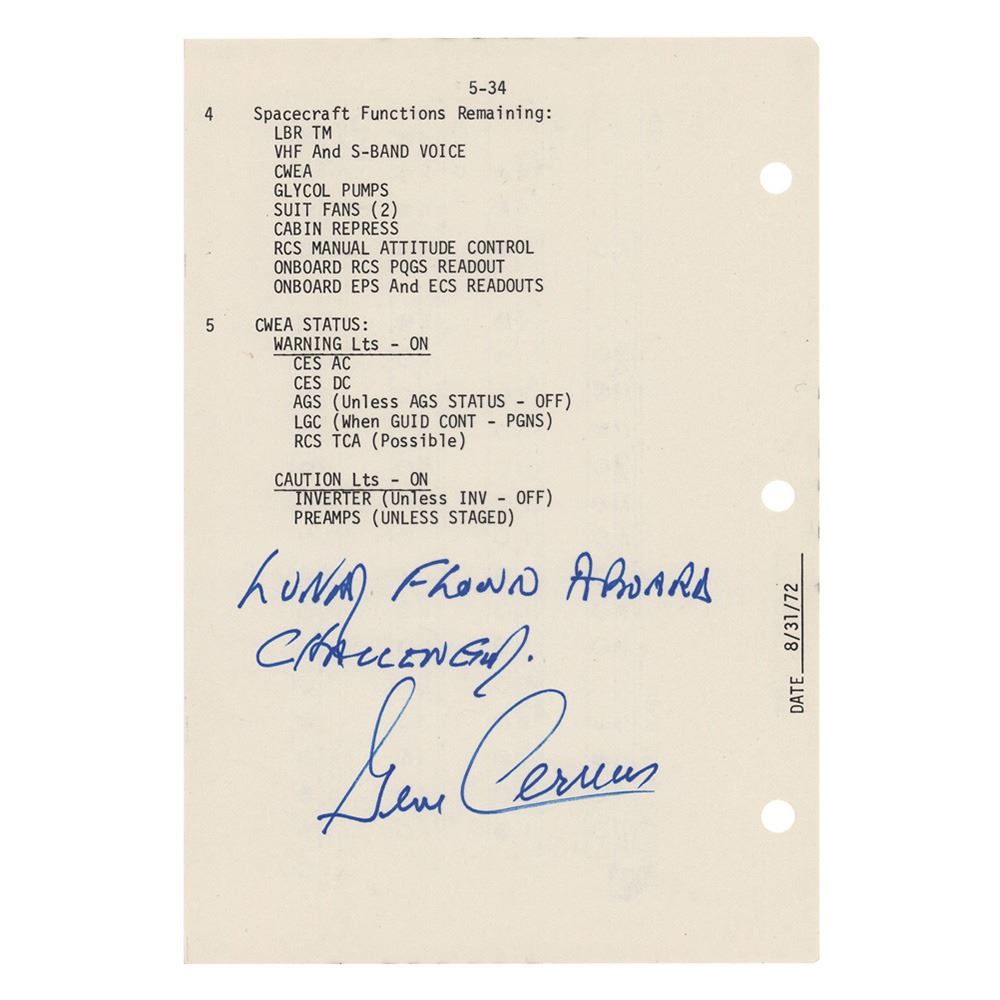 5-34
4 Spacecraft Functions Remaining:
LBR TM
VHF And S-BAND VOICE
CWEA
GLYCOL PUMPS
SUIT FANS (2)
CABIN REPRESS
RCS MANUAL ATTITUDE CONTROL
ONBOARD RCS PQGS READOUT
ONBOARD EPS And ECS READOUTS
5 CWEA STATUS:
WARNING Lts - ON
CES AC
CES DC
AGS (Unless AGS STATUS - OFF)
LGC (When GUID CONT - PGNS)
RCS TCA (Possible)
CAUTION Lts - ON
INVERTER (Unless INV - OFF)
PREAMPS (UNLESS STAGED)
LUNAR FLOWN ABOARD
CHALLENGER.
Gene Cernan
DATE 8/31/72